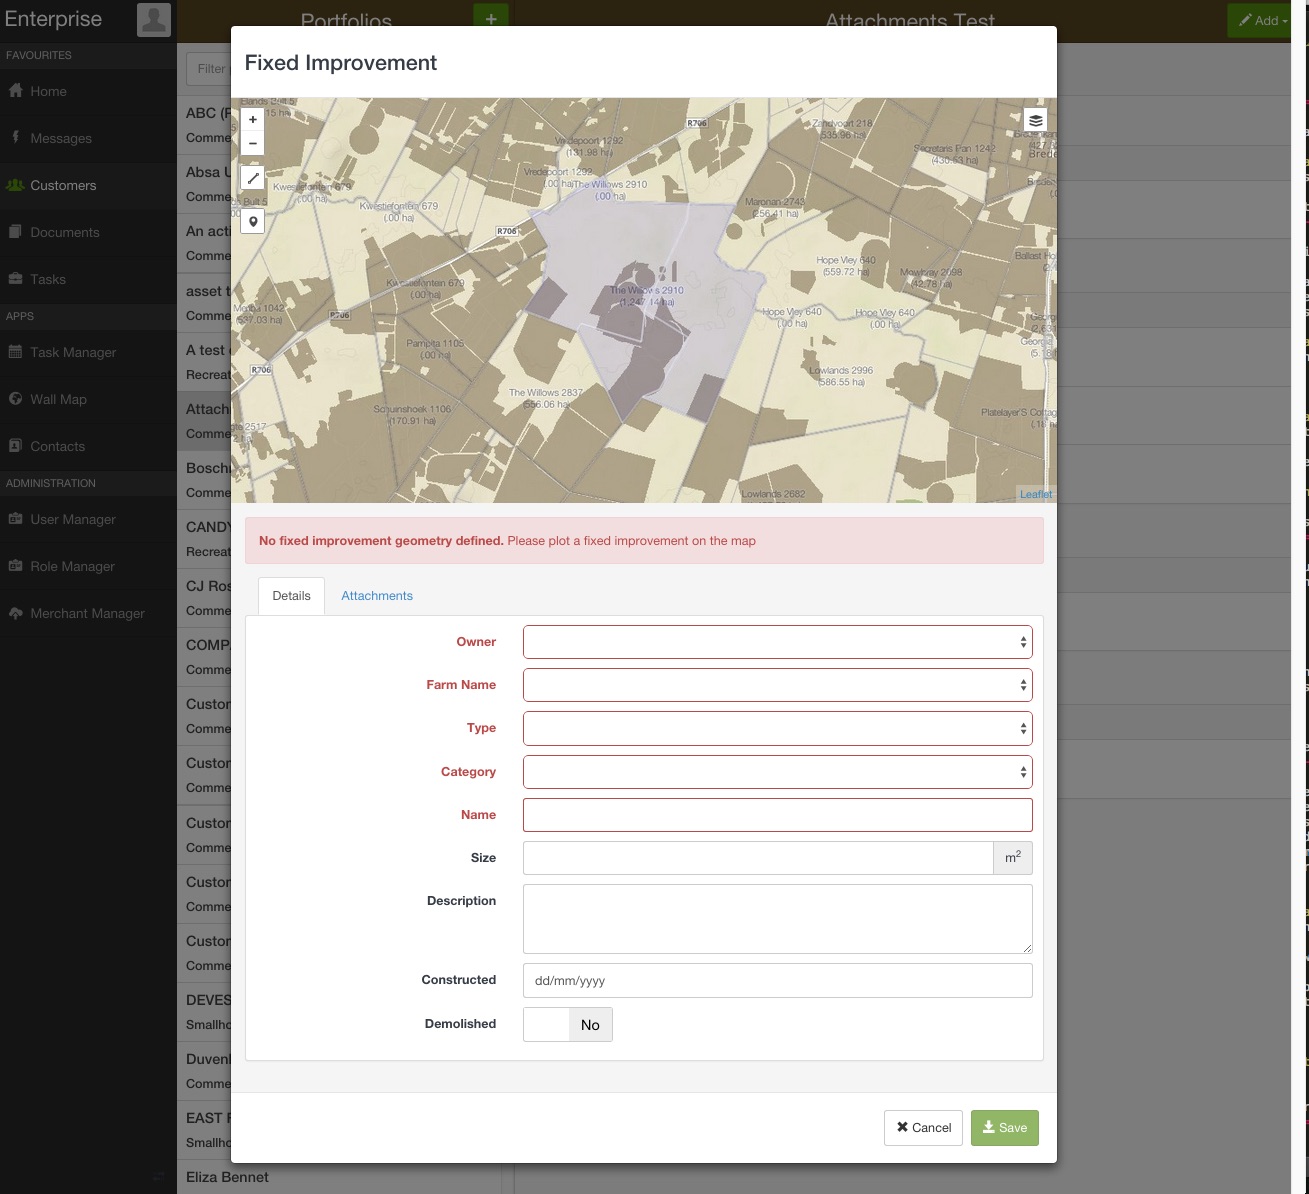 Enterprise
Portfolios
+
Attachments Test
Add
FAVOURITES
Home
Messages
Customers
Documents
Tasks
APPS
Task Manager
Wall Map
Contacts
ADMINISTRATION
User Manager
Role Manager
Merchant Manager
Filter
ABC (F
Comme
Absa U
Comme
An acti
Comme
asset t
Comme
A test
Recreat
Attach
Comme
Bosch
Comme
CANDY
Recreat
CJ Ros
Comme
COMP
Comme
Custor
Comme
Custor
Comme
Custor
Comme
Custor
Comme
Custor
Comme
DEVES
Smallho
Duvenl
Comme
EAST F
Smallho
Eliza Bennet
Fixed Improvement
+
−
R706
Zandvoort 218
(535.96 ha)
Vredepoort 1292
(131.98 ha)
Secretaris Pan 1242
(430.53 ha)
Vredepoort 1292
(.00 ha)
The Willows 2910
(.00 ha)
Kwestiefontein 679
(.00 ha)
Kwestiefontein 679
(.00 ha)
Maronan 2743
(256.41 ha)
R706
Hope Vley 640
(559.72 ha)
Mowbray 2098
(42.78 ha)
Kwestiefontein 679
(.00 ha)
The Willows 2910
(1,247.14 ha)
R706
Hope Vley 640
(.00 ha)
Hope Vley 640
(.00 ha)
Pampita 1105
(.00 ha)
R706
The Willows 2837
(556.06 ha)
Lowlands 2996
(586.55 ha)
Schuinshoek 1106
(170.91 ha)
Platelayer'S Cottag
Lowlands 2682
Leaflet
No fixed improvement geometry defined. Please plot a fixed improvement on the map
Details
Attachments
Owner
Farm Name
Type
Category
Name
Size
m²
Description
Constructed
dd/mm/yyyy
Demolished
No
Cancel
Save